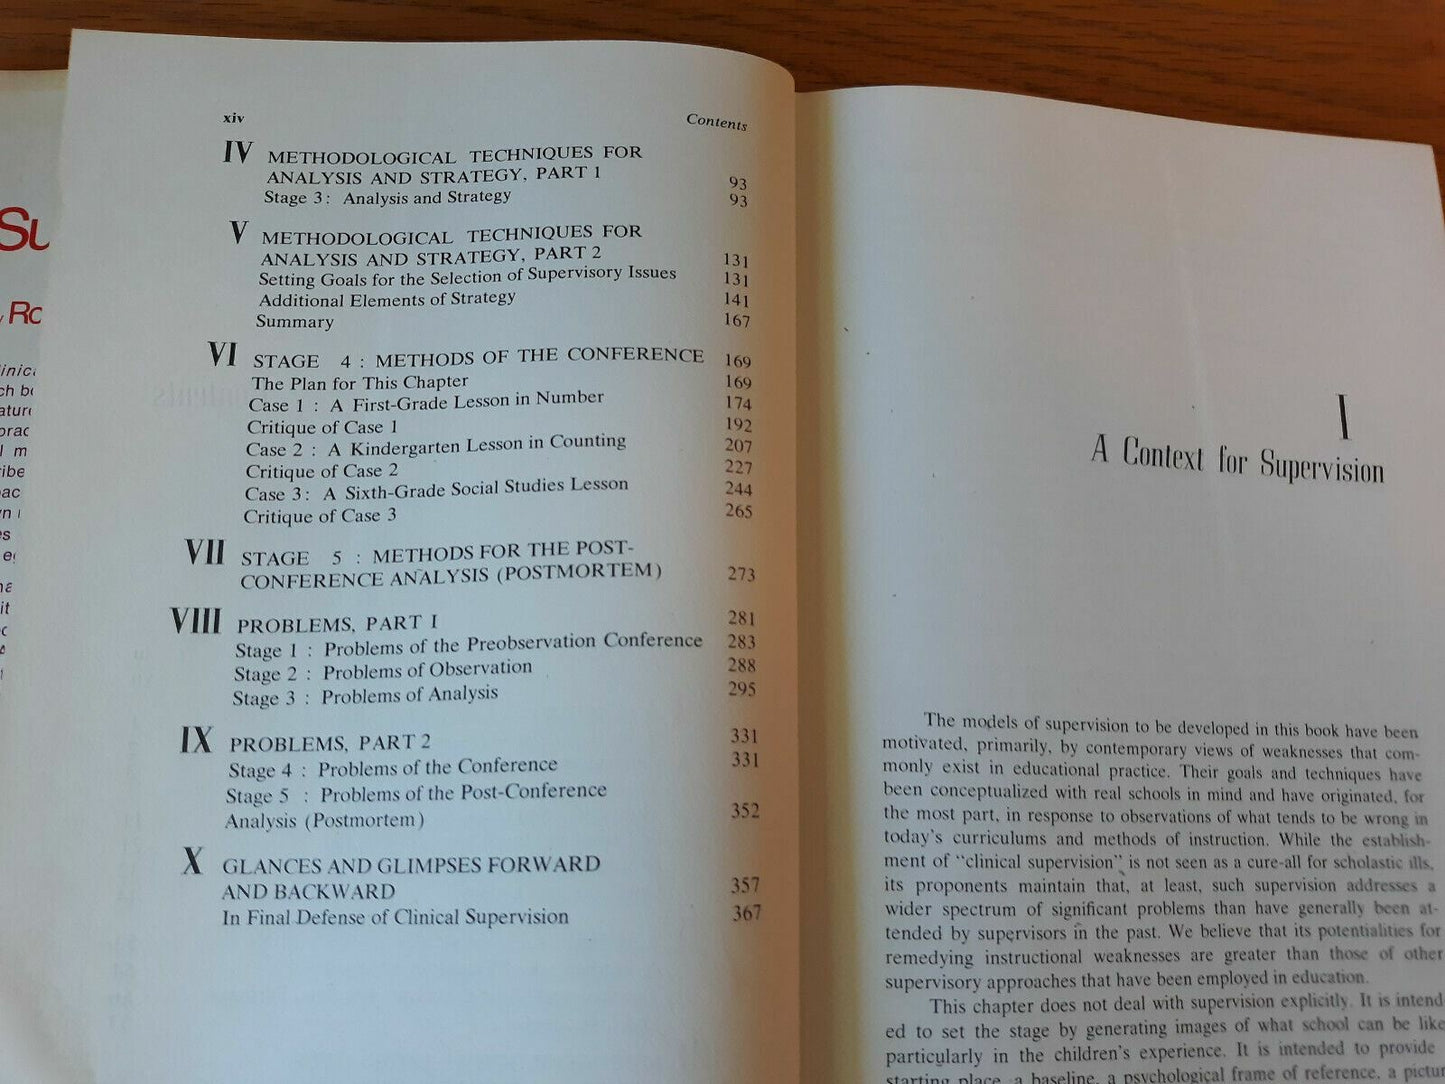 Su
Ro
xiv Contents
IV METHODOLOGICAL TECHNIQUES FOR
ANALYSIS AND STRATEGY, PART 1 93
Stage 3: Analysis and Strategy 93
V METHODOLOGICAL TECHNIQUES FOR
ANALYSIS AND STRATEGY, PART 2 131
Setting Goals for the Selection of Supervisory Issues 131
Additional Elements of Strategy 141
Summary 167
VI STAGE 4 : METHODS OF THE CONFERENCE 169
The Plan for This Chapter 169
Case 1 : A First-Grade Lesson in Number 174
Critique of Case 1 192
Case 2 : A Kindergarten Lesson in Counting 207
Critique of Case 2 227
Case 3: A Sixth-Grade Social Studies Lesson 244
Critique of Case 3 265
VII STAGE 5 : METHODS FOR THE POST-
CONFERENCE ANALYSIS (POSTMORTEM) 273
VIII PROBLEMS, PART I 281
Stage 1 : Problems of the Preobservation Conference 283
Stage 2 : Problems of Observation 288
Stage 3 : Problems of Analysis 295
IX PROBLEMS, PART 2 331
Stage 4 : Problems of the Conference 331
Stage 5 : Problems of the Post-Conference
Analysis (Postmortem) 352
X GLANCES AND GLIMPSES FORWARD
AND BACKWARD 357
In Final Defense of Clinical Supervision 367
I
A Context for Supervision
The models of supervision to be developed in this book have been
motivated, primarily, by contemporary views of weaknesses that com-
monly exist in educational practice. Their goals and techniques have
been conceptualized with real schools in mind and have originated, for
the most part, in response to observations of what tends to be wrong in
today's curriculums and methods of instruction. While the establish-
ment of "clinical supervision" is not seen as a cure-all for scholastic ills,
its proponents maintain that, at least, such supervision addresses a
wider spectrum of significant problems than have generally been at-
tended by supervisors in the past. We believe that its potentialities for
remedying instructional weaknesses are greater than those of other
supervisory approaches that have been employed in education.
This chapter does not deal with supervision explicitly. It is intend
ed to set the stage by generating images of what school can be like
particularly in the children's experience. It is intended to provide
starting place, a baseline, a psychological frame of reference, a pictur